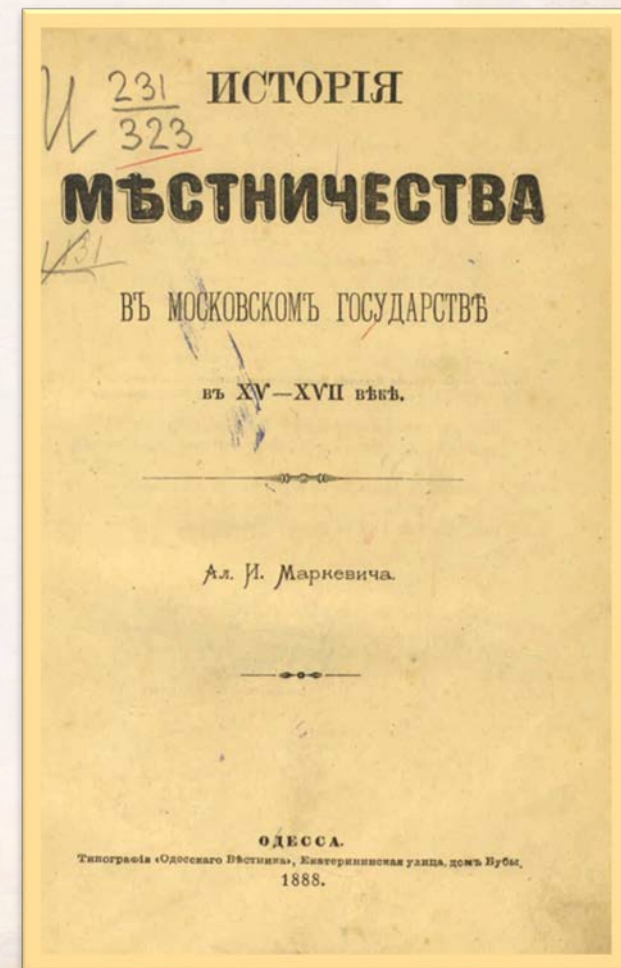 И 231
323
ИСТОРІЯ
МѢСТНИЧЕСТВА
131
ВЪ МОСКОВСКОМЪ ГОСУДАРСТВѢ
въ XV—XVII вѣкѣ.
Ал. И. Маркевича.
ОДЕССА.
Типографія «Одесскаго Вѣстника», Екатерининская улица, домъ Бубы.
1888.